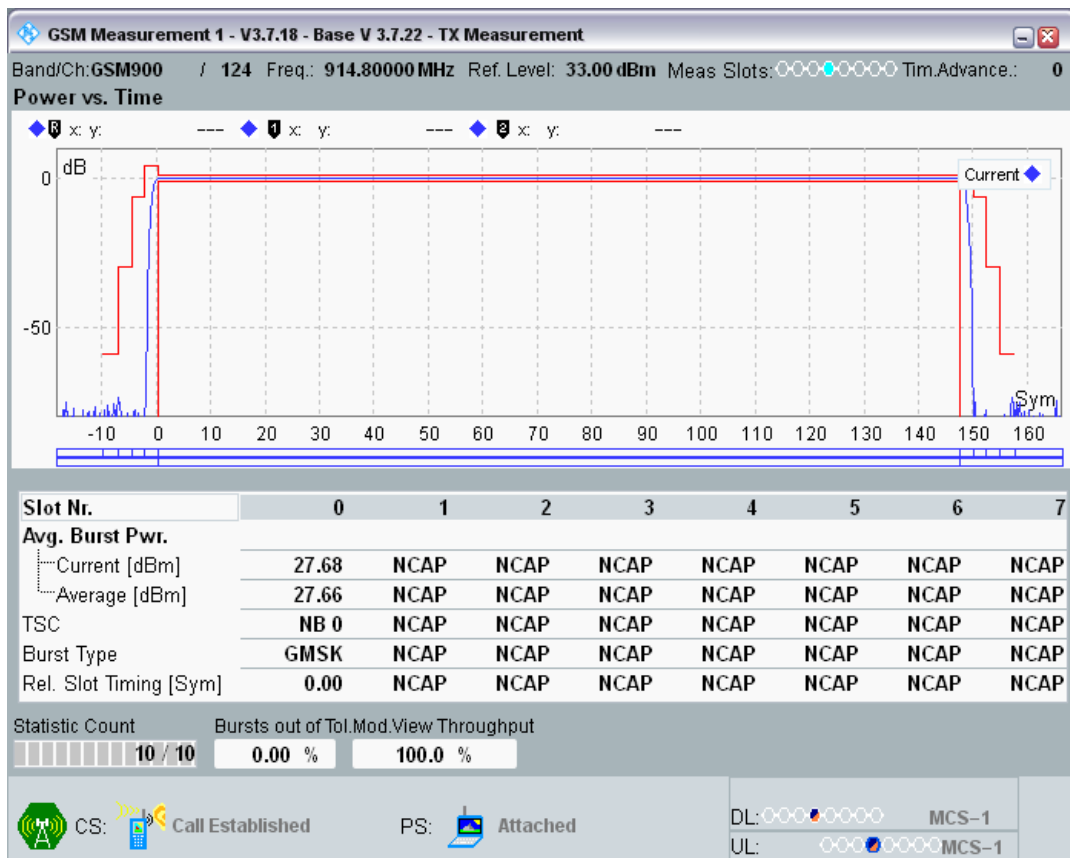 GSM Measurement 1 - V3.7.18 - Base V 3.7.22 - TX Measurement
Band/Ch:GSM900 / 124 Freq.: 914.80000 MHz Ref. Level: 33.00 dBm Meas Slots: Tim.Advance.: 0
Power vs. Time
R x: y: --- 1 x: y: --- 2 x: y: ---
dB
Current
0
-50
Sym
-10 0 10 20 30 40 50 60 70 80 90 100 110 120 130 140 150 160
Slot Nr. 0 1 2 3 4 5 6 7
Avg. Burst Pwr.
Current [dBm] 27.68 NCAP NCAP NCAP NCAP NCAP NCAP NCAP
Average [dBm] 27.66 NCAP NCAP NCAP NCAP NCAP NCAP NCAP
TSC NB 0 NCAP NCAP NCAP NCAP NCAP NCAP NCAP
Burst Type GMSK NCAP NCAP NCAP NCAP NCAP NCAP NCAP
Rel. Slot Timing [Sym] 0.00 NCAP NCAP NCAP NCAP NCAP NCAP NCAP
Statistic Count Bursts out of Tol.Mod.View Throughput
10 / 10 0.00 % 100.0 %
CS: Call Established PS: Attached
DL: MCS-1
UL: MCS-1